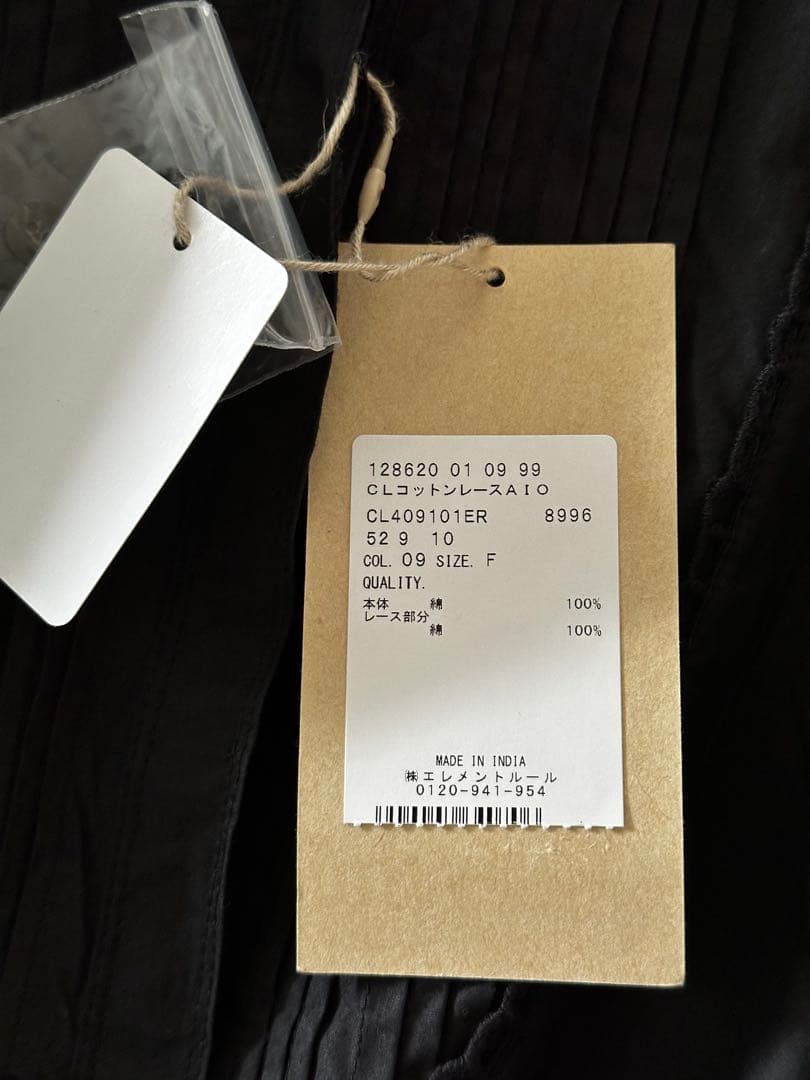 128620 01 09 99
CLコットンレースAIO
CL409101ER 8996
52 9 10
COL. 09 SIZE. F
QUALITY.
本体 綿 100%
レース部分
綿 100%
MADE IN INDIA
㈱エレメントルール
0120-941-954